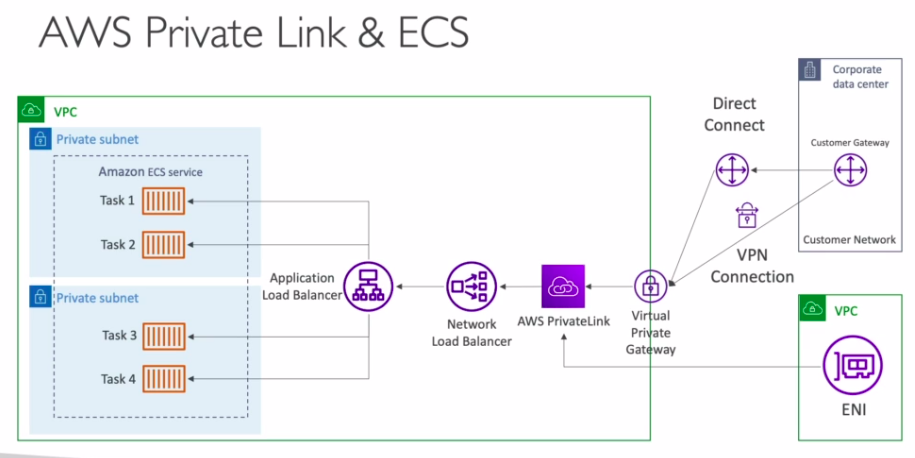 AWS Private Link & ECS
VPC
Private subnet
Amazon ECS service
Task 1
Task 2
Private subnet
Task 3
Task 4
Application
Load Balancer
Network
Load Balancer
AWS PrivateLink
Virtual
Private
Gateway
Direct
Connect
VPN
Connection
Corporate
data center
Customer Gateway
Customer Network
VPC
ENI